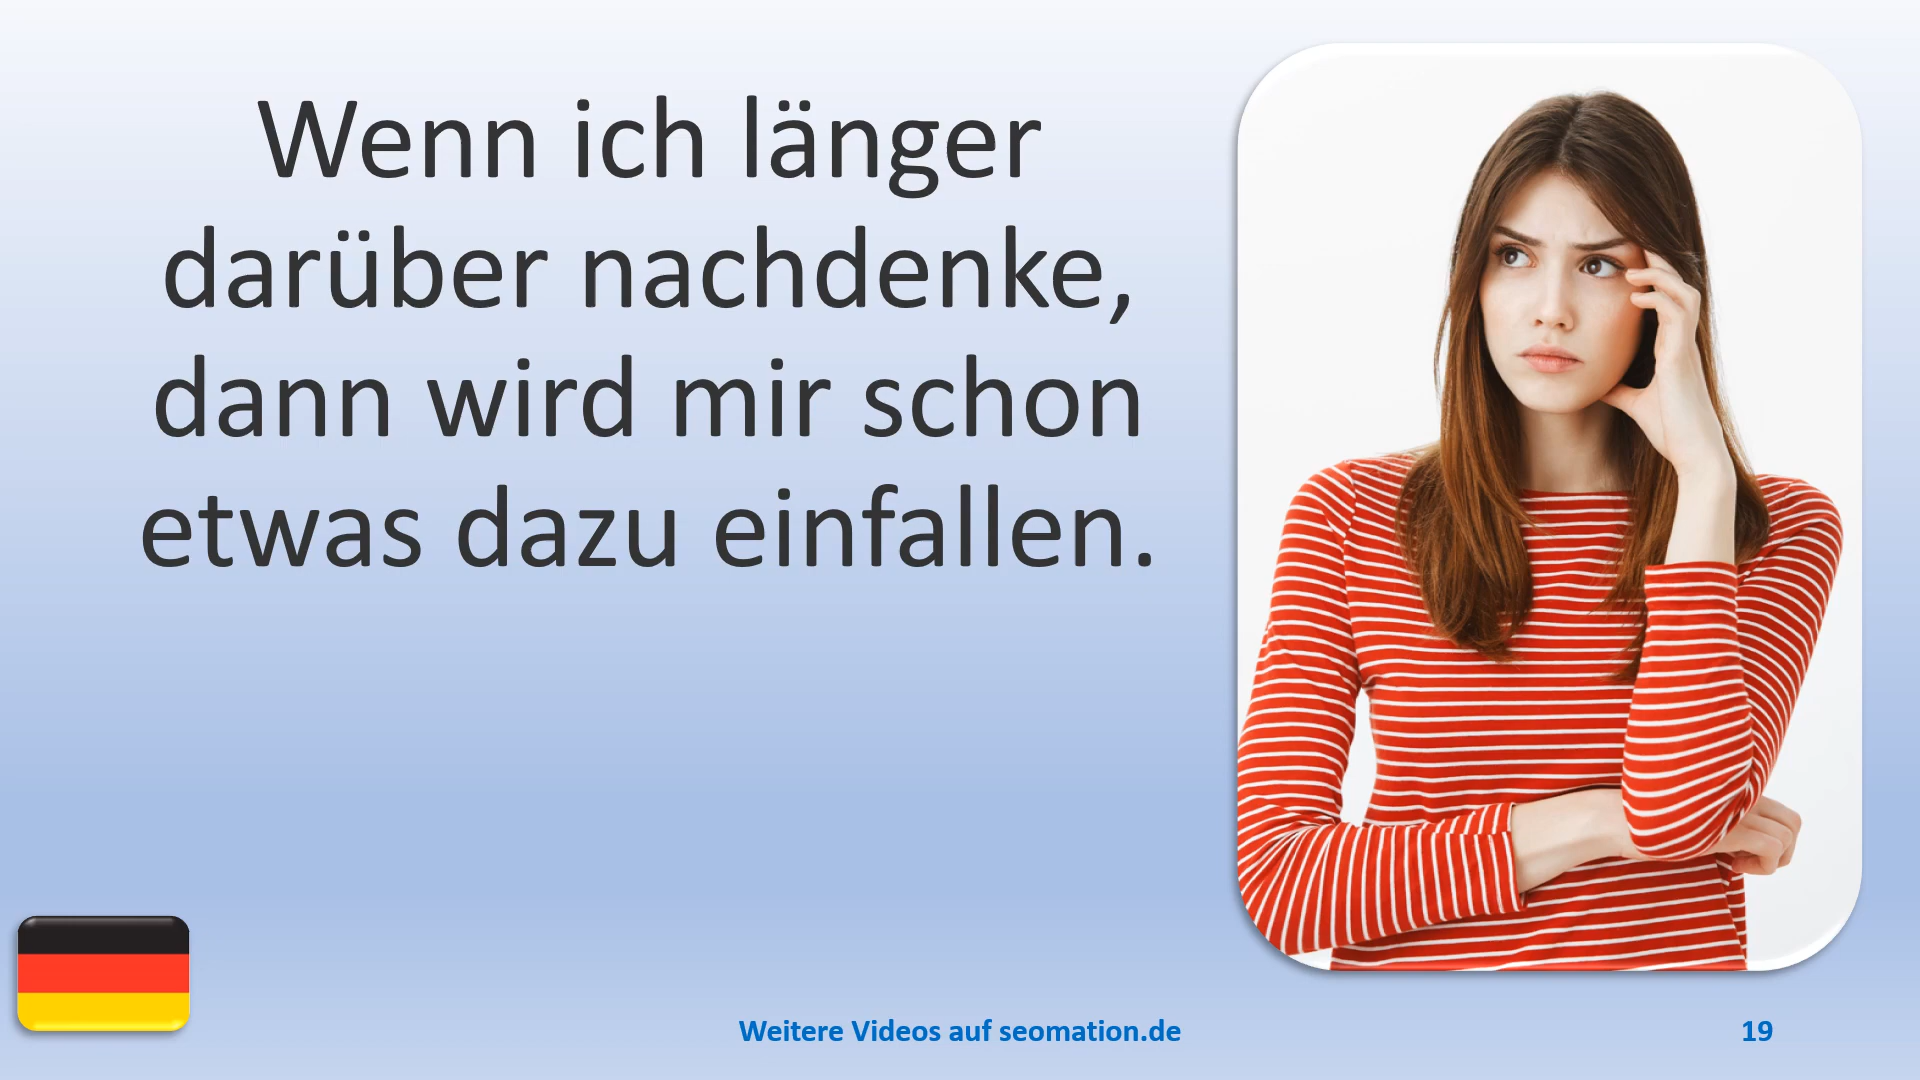 Wenn ich länger
darüber nachdenke,
dann wird mir schon
etwas dazu einfallen.
Weitere Videos auf seomation.de
19